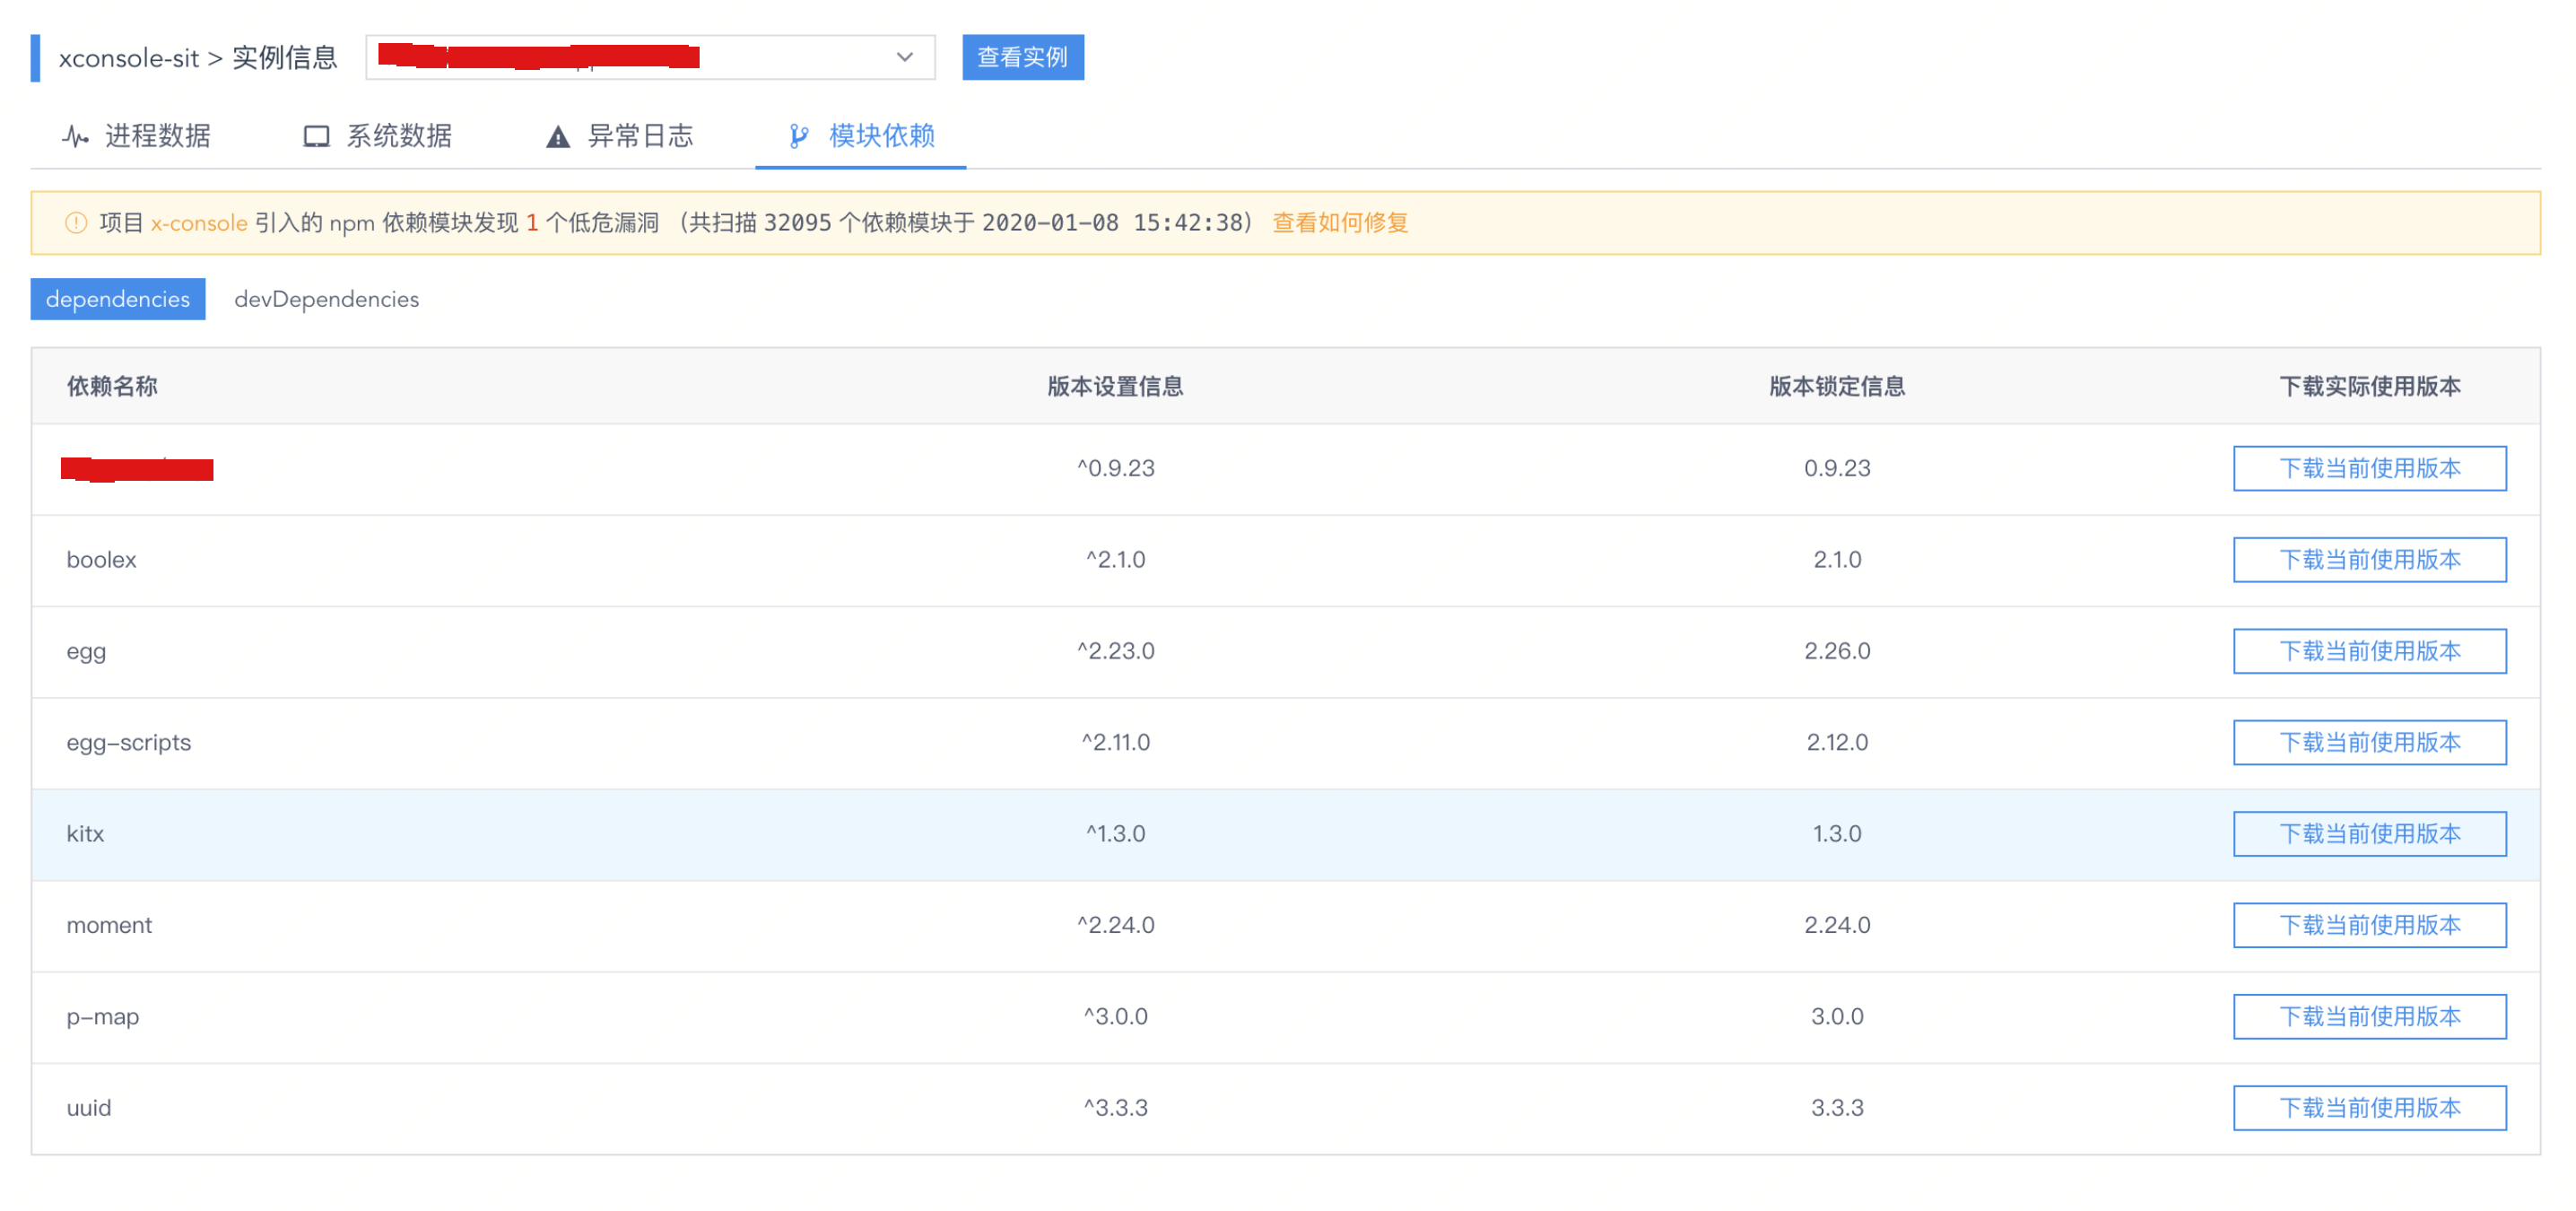 xconsole-sit > 实例信息 查看实例
进程数据 系统数据 异常日志 模块依赖
项目 x-console 引入的 npm 依赖模块发现 1 个低危漏洞 （共扫描 32095 个依赖模块于 2020-01-08 15:42:38） 查看如何修复
dependencies devDependencies
依赖名称 版本设置信息 版本锁定信息 下载实际使用版本
^0.9.23 0.9.23 下载当前使用版本
boolex ^2.1.0 2.1.0 下载当前使用版本
egg ^2.23.0 2.26.0 下载当前使用版本
egg-scripts ^2.11.0 2.12.0 下载当前使用版本
kitx ^1.3.0 1.3.0 下载当前使用版本
moment ^2.24.0 2.24.0 下载当前使用版本
p-map ^3.0.0 3.0.0 下载当前使用版本
uuid ^3.3.3 3.3.3 下载当前使用版本